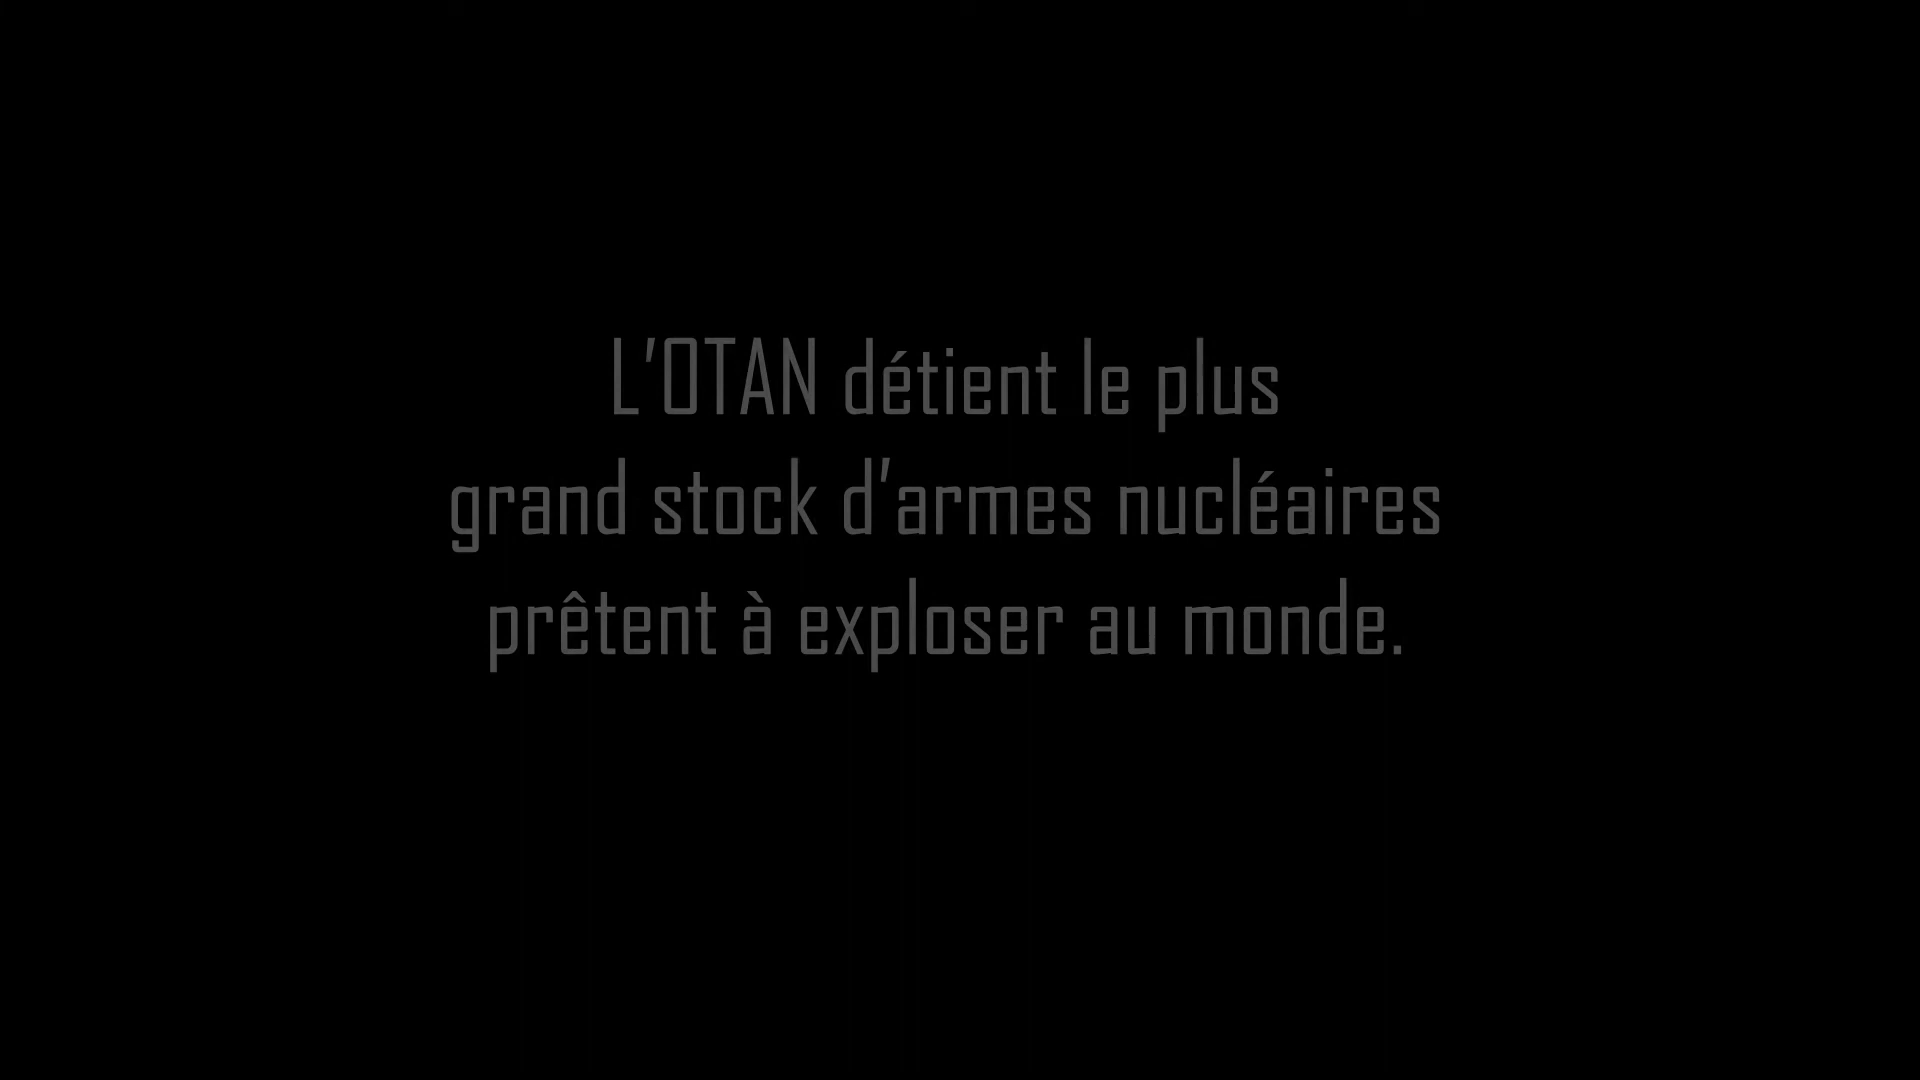 L’OTAN détient le plus
grand stock d’armes nucléaires
prêtent à exploser au monde.